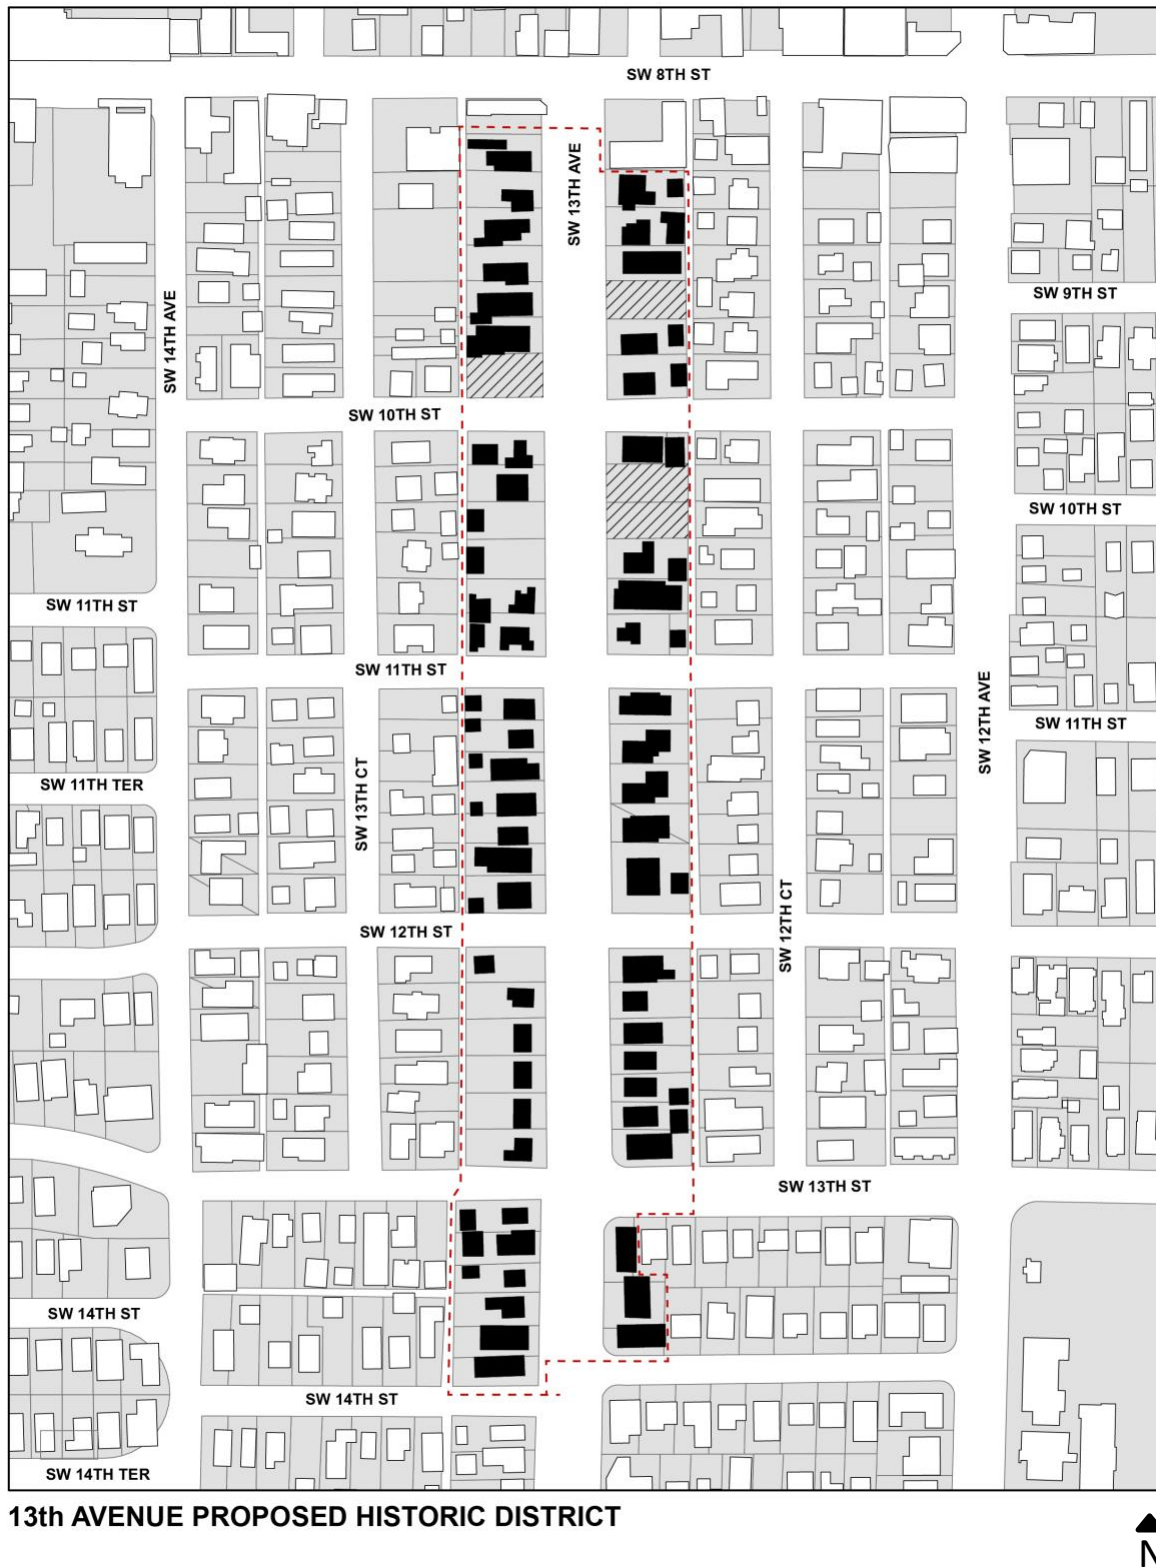 SW 8TH ST
SW 13TH AVE
SW 9TH ST
SW 14TH AVE
SW 10TH ST
SW 10TH ST
SW 11TH ST
SW 11TH ST
SW 12TH AVE
SW 11TH ST
SW 11TH TER
SW 13TH CT
SW 12TH ST
SW 12TH CT
SW 13TH ST
SW 14TH ST
SW 14TH ST
SW 14TH TER
13th AVENUE PROPOSED HISTORIC DISTRICT
N